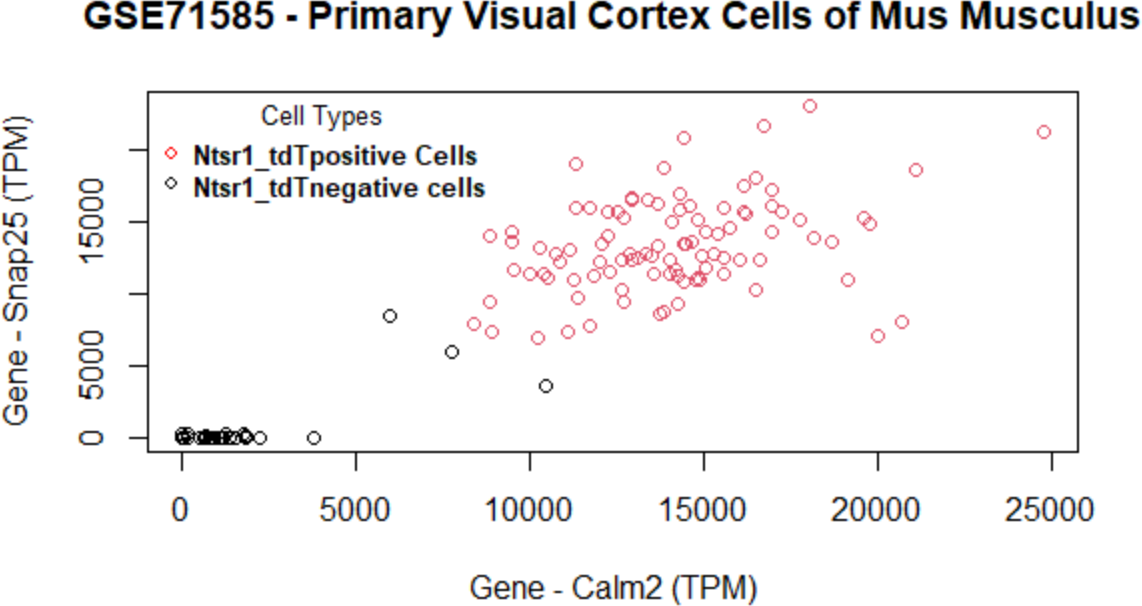 GSE71585 - Primary Visual Cortex Cells of Mus Musculus
Gene - Snap25 (TPM)
15000
5000
0
Cell Types
Ntsr1_tdTpositive Cells
Ntsr1_tdTnegative cells
0 5000 10000 15000 20000 25000
Gene - Calm2 (TPM)